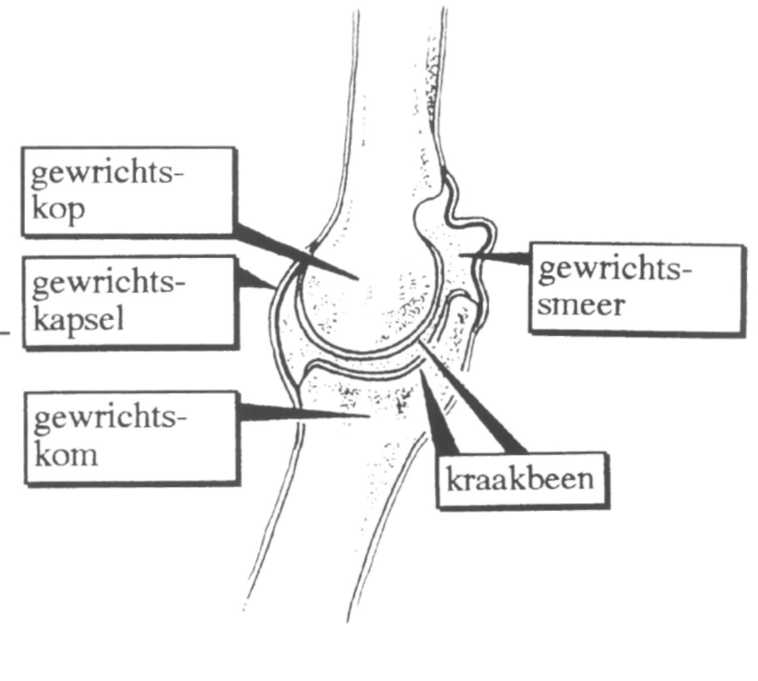 gewrichts-
kop
gewrichts-
kapsel
gewrichts-
kom
gewrichts-
smeer
kraakbeen